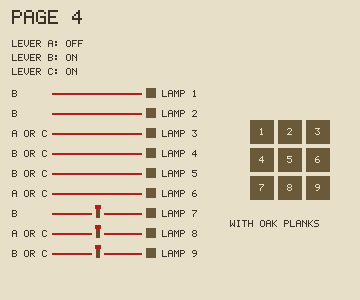 PAGE 4
LEVER A: OFF
LEVER B: ON
LEVER C: ON
B LAMP 1
B LAMP 2
A OR C LAMP 3
B OR C LAMP 4
B OR C LAMP 5
A OR C LAMP 6
B LAMP 7
A OR C LAMP 8
B OR C LAMP 9
1 2 3
4 5 6
7 8 9
WITH OAK PLANKS